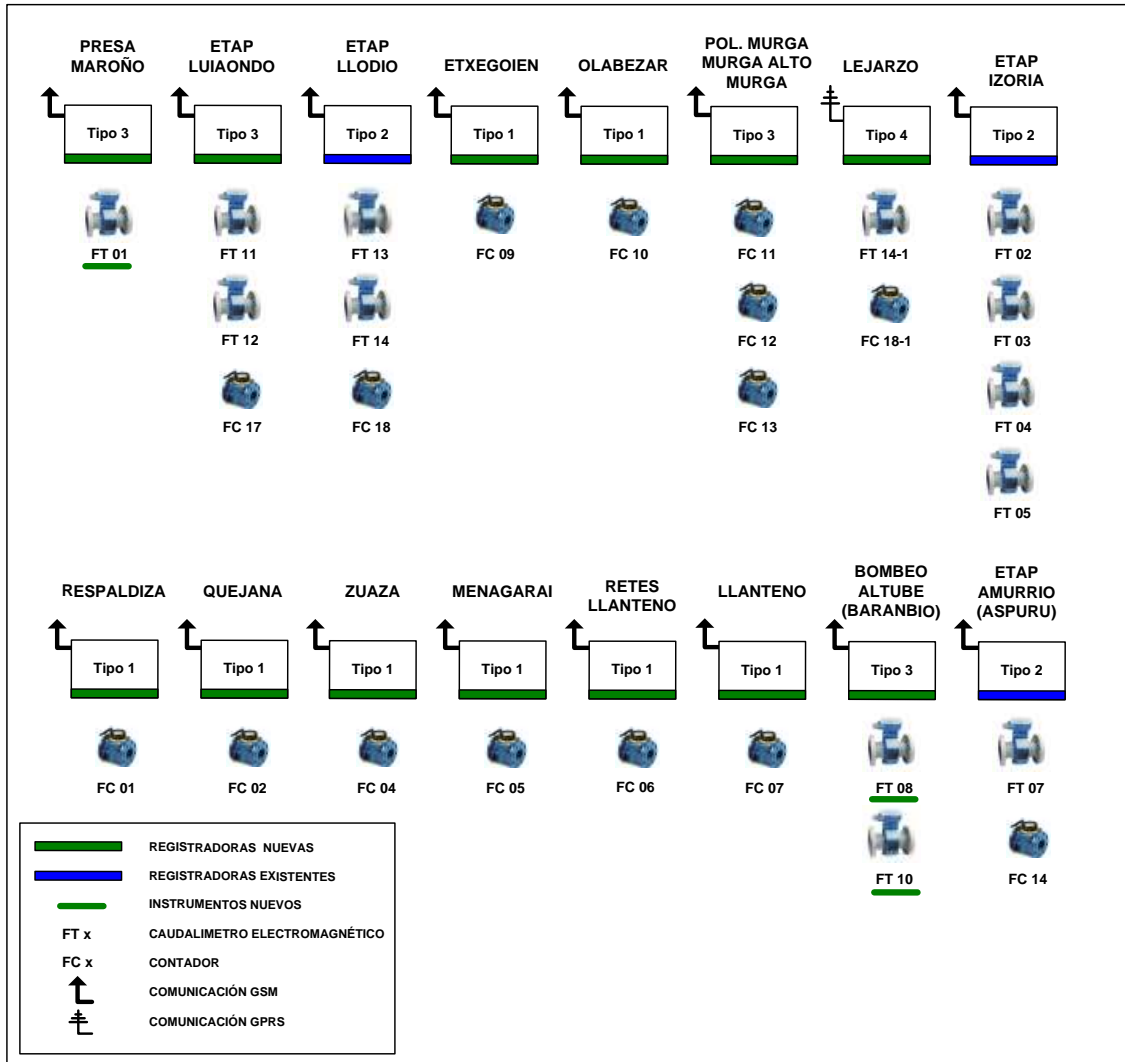 PRESA
MAROÑO
ETAP
LUIAONDO
ETAP
LLODIO
ETXEGOIEN
OLABEZAR
POL. MURGA
MURGA ALTO
MURGA
LEJARZO
ETAP
IZORIA
Tipo 3
Tipo 3
Tipo 2
Tipo 1
Tipo 1
Tipo 3
Tipo 4
Tipo 2
FT 01
FT 11
FT 13
FC 09
FC 10
FC 11
FT 14-1
FT 02
FT 12
FT 14
FC 12
FC 18-1
FT 03
FC 17
FC 18
FC 13
FT 04
FT 05
RESPALDIZA
QUEJANA
ZUAZA
MENAGARAI
RETES
LLANTENO
LLANTENO
BOMBEO
ALTUBE
(BARANBIO)
ETAP
AMURRIO
(ASPURU)
Tipo 1
Tipo 1
Tipo 1
Tipo 1
Tipo 1
Tipo 1
Tipo 3
Tipo 2
FC 01
FC 02
FC 04
FC 05
FC 06
FC 07
FT 08
FT 07
FT 10
FC 14
REGISTRADORAS NUEVAS
REGISTRADORAS EXISTENTES
INSTRUMENTOS NUEVOS
FT x CAUDALIMETRO ELECTROMAGNÉTICO
FC x CONTADOR
COMUNICACIÓN GSM
COMUNICACIÓN GPRS